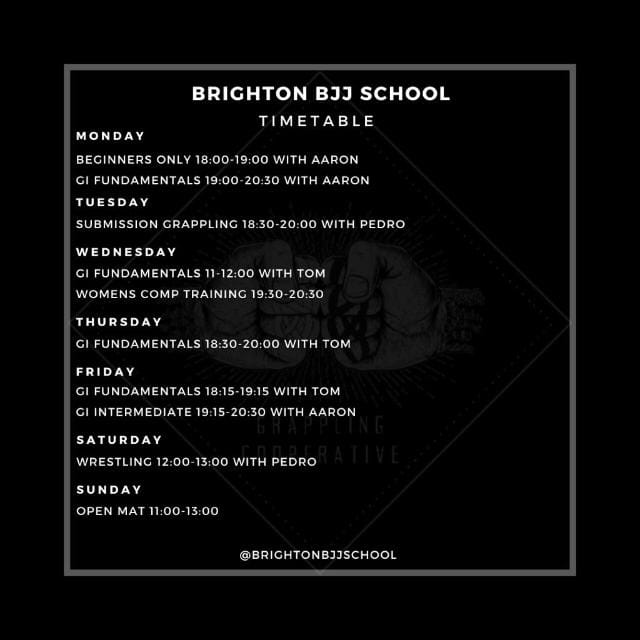 BRIGHTON BJJ SCHOOL
TIMETABLE
MONDAY
BEGINNERS ONLY 18:00-19:00 WITH AARON
GI FUNDAMENTALS 19:00-20:30 WITH AARON
TUESDAY
SUBMISSION GRAPPLING 18:30-20:00 WITH PEDRO
WEDNESDAY
GI FUNDAMENTALS 11-12:00 WITH TOM
WOMENS COMP TRAINING 19:30-20:30
THURSDAY
GI FUNDAMENTALS 18:30-20:00 WITH TOM
FRIDAY
GI FUNDAMENTALS 18:15-19:15 WITH TOM
GI INTERMEDIATE 19:15-20:30 WITH AARON
GRAPPLING
SATURDAY
COOPERATIVE
WRESTLING 12:00-13:00 WITH PEDRO
SUNDAY
OPEN MAT 11:00-13:00
@BRIGHTONBJJSCHOOL